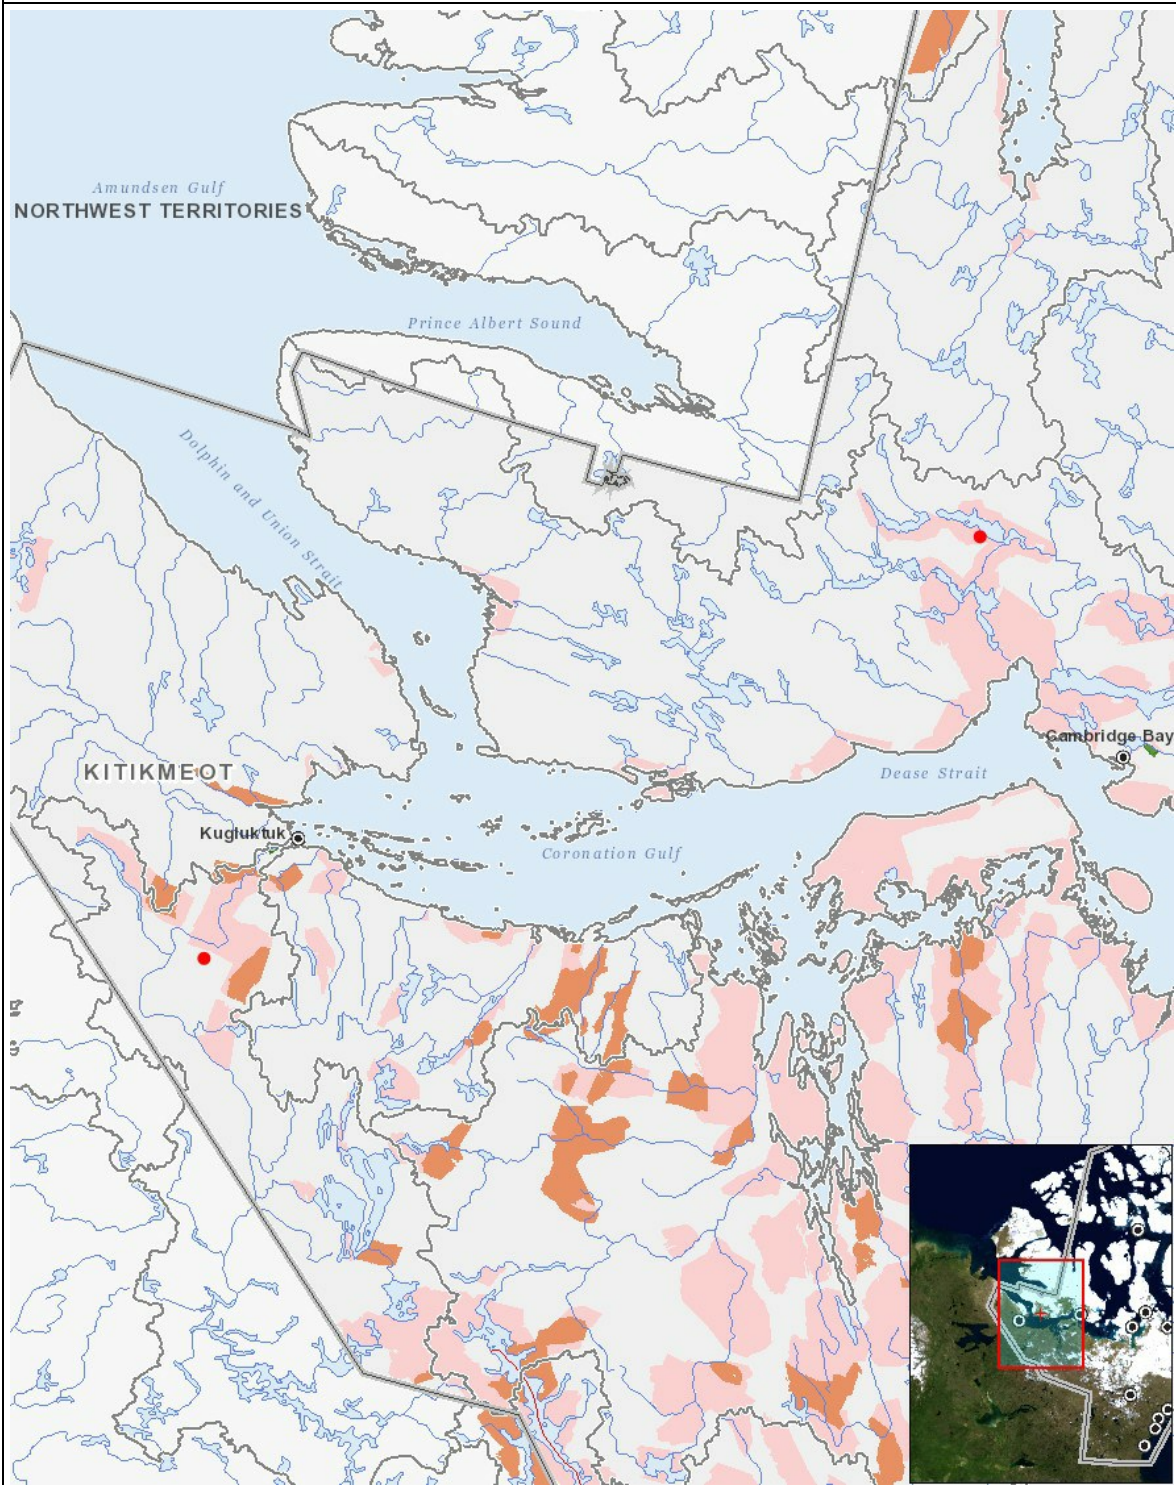 Amundsen Gulf
NORTHWEST TERRITORIES
Prince Albert Sound
Dolphin and Union Strait
Cambridge Bay
KITIKMEOT
Dease Strait
Kugluktuk
Coronation Gulf